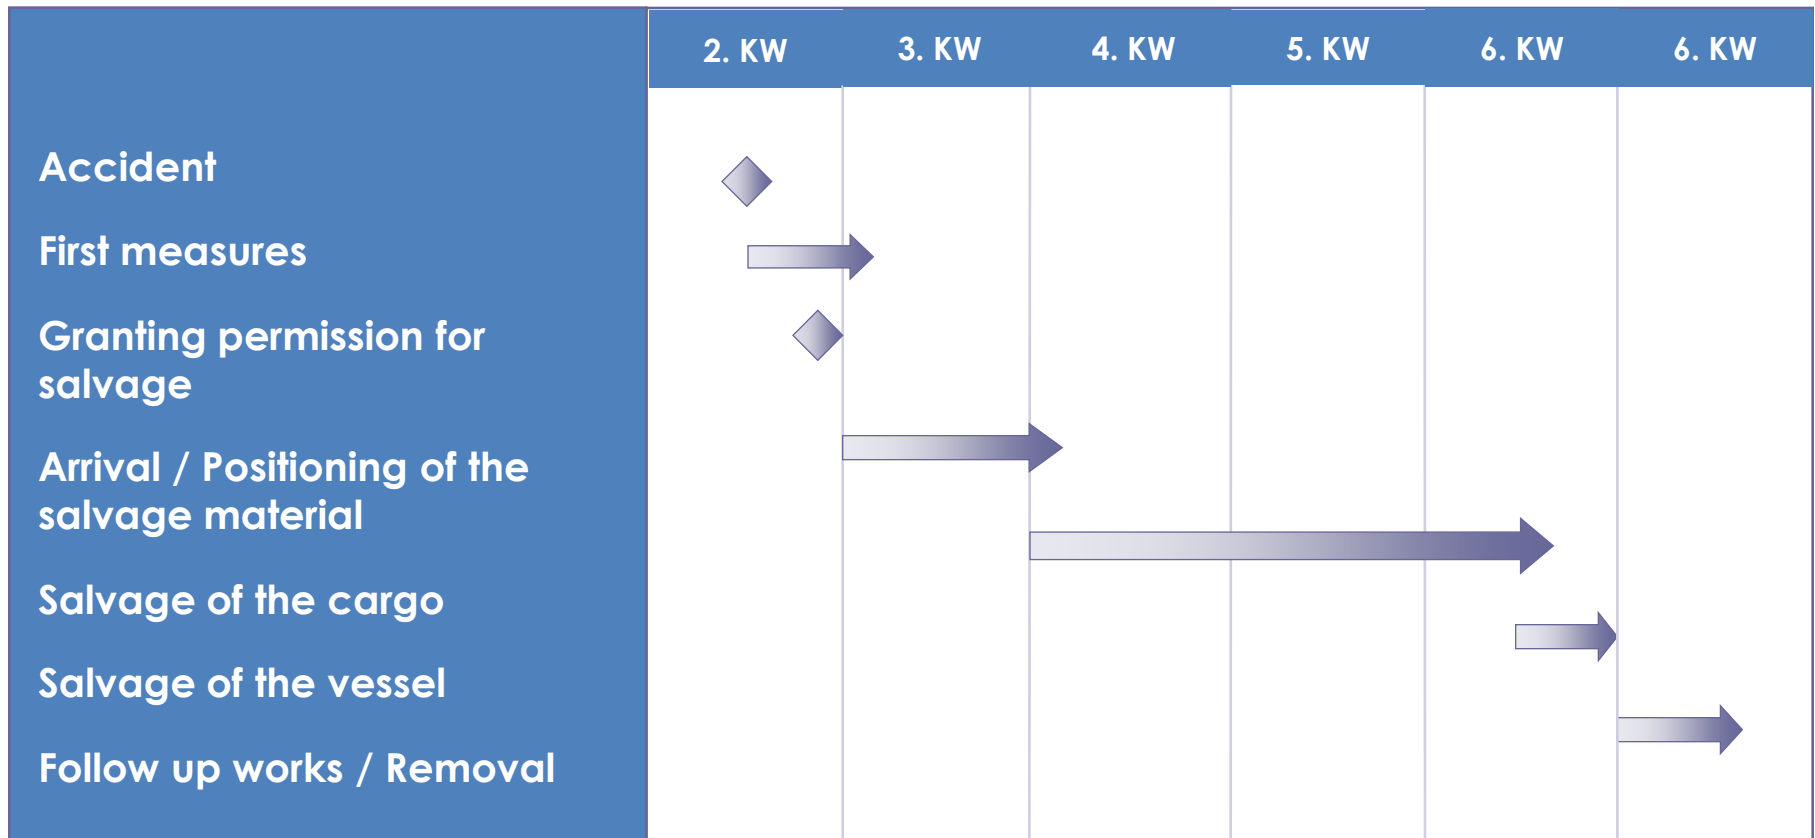 2. KW 3. KW 4. KW 5. KW 6. KW 6. KW
Accident
First measures
Granting permission for
salvage
Arrival / Positioning of the
salvage material
Salvage of the cargo
Salvage of the vessel
Follow up works / Removal